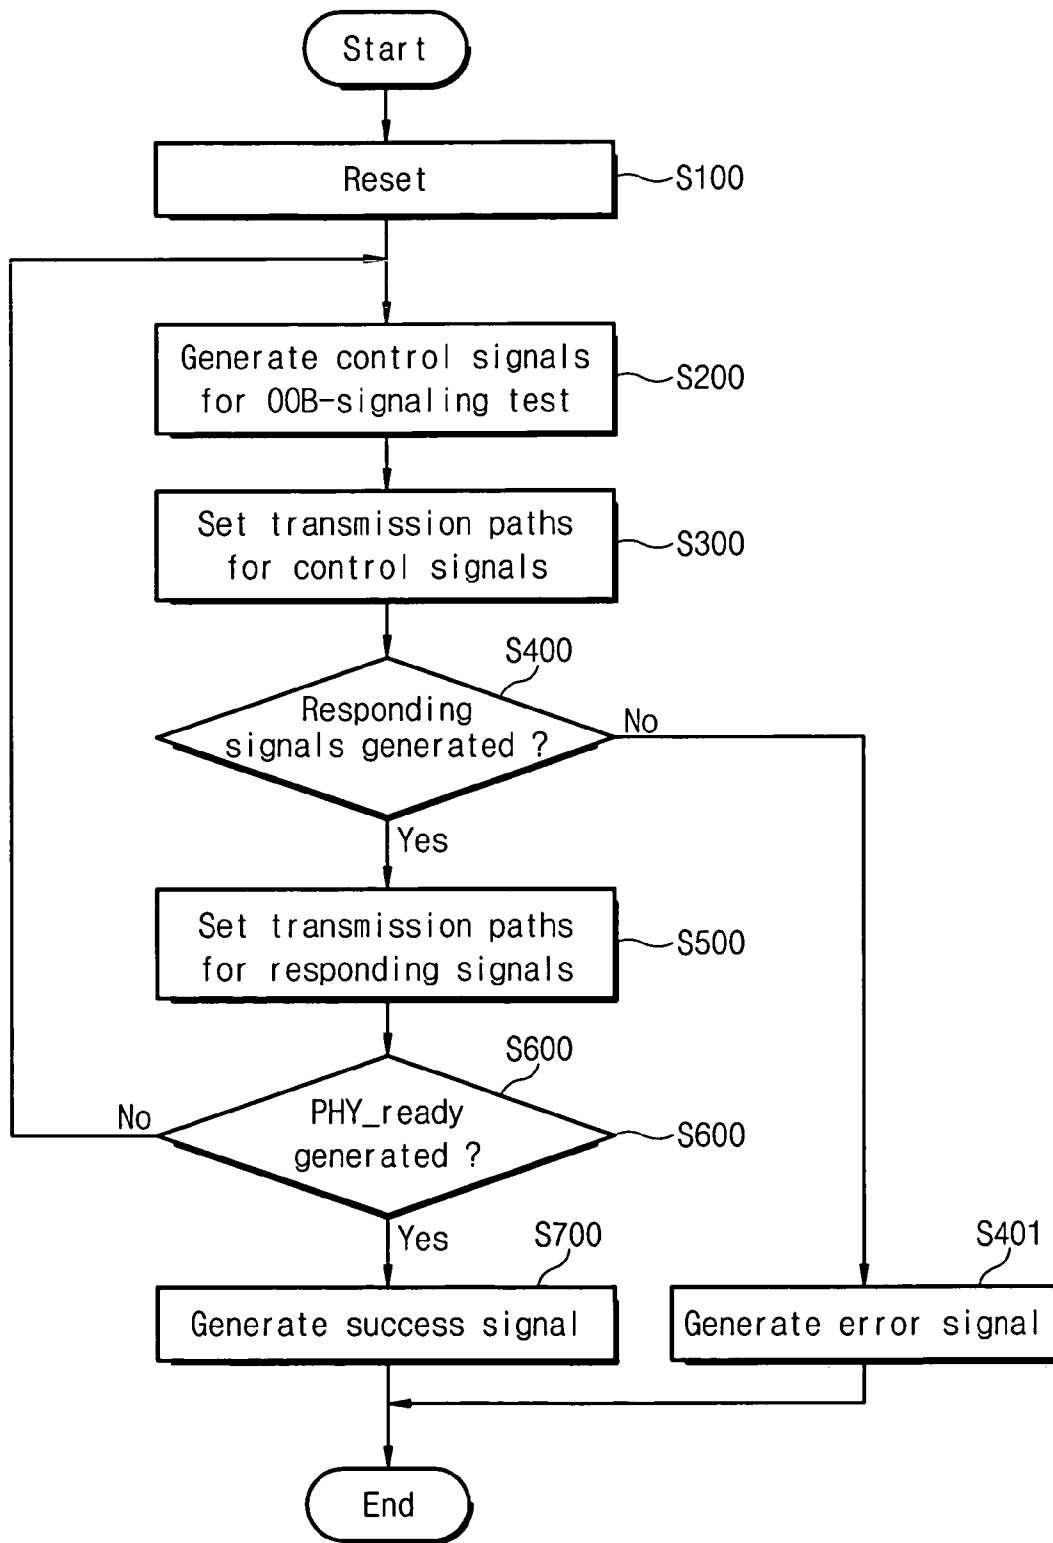 Start
Reset
S100
Generate control signals
for OOB-signaling test
S200
Set transmission paths
for control signals
S300
S400
Responding
signals generated ?
No
Yes
Set transmission paths
for responding signals
S500
S600
No
PHY_ready
generated ?
S600
Yes
S700
S401
Generate success signal
Generate error signal
End